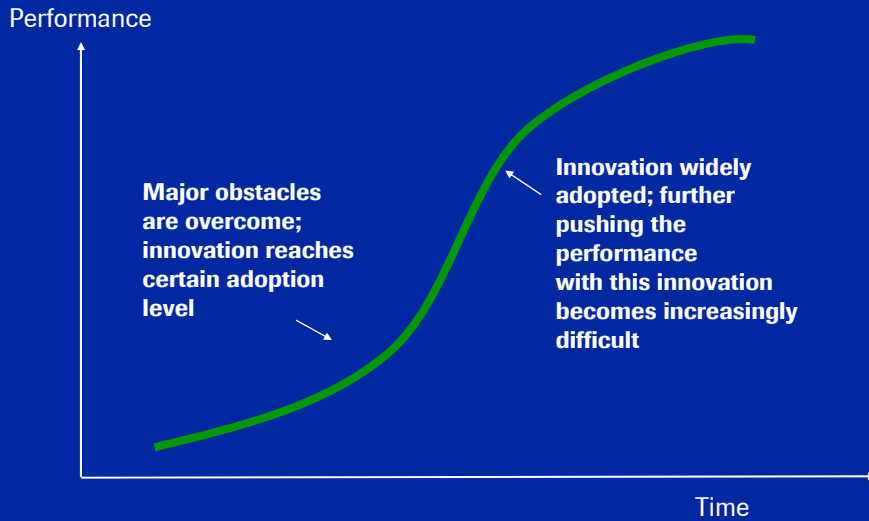 Performance
Major obstacles
are overcome;
innovation reaches
certain adoption
level
Innovation widely
adopted; further
pushing the
performance
with this innovation
becomes increasingly
difficult
Time